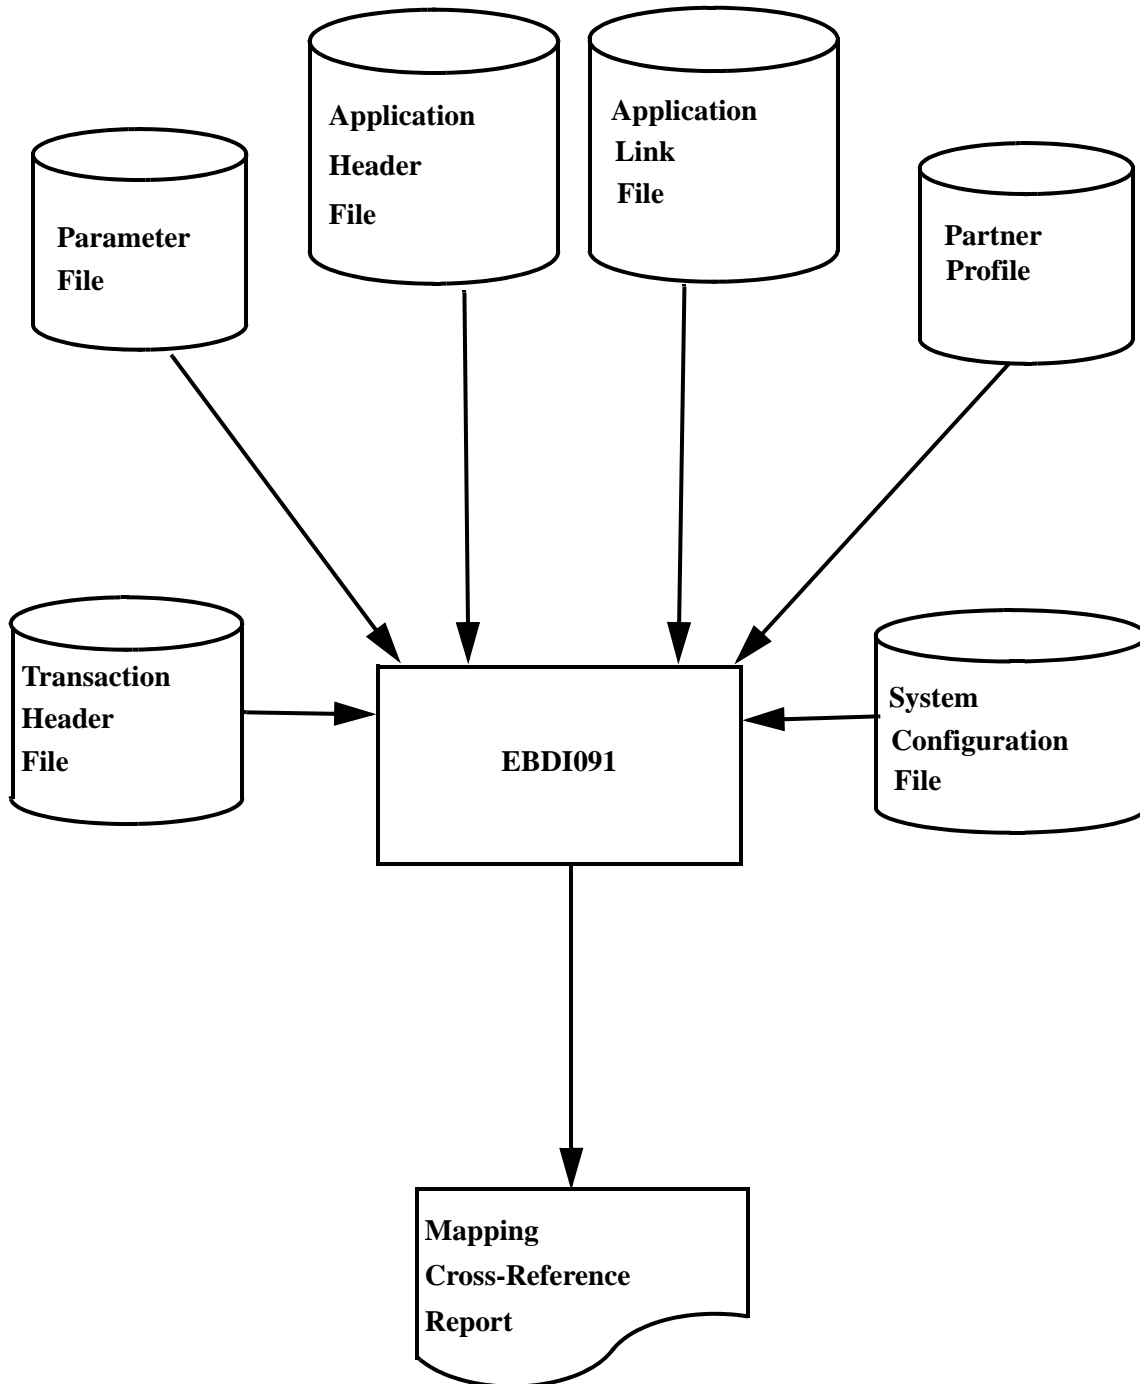 Application
Header
File
Application
Link
File
Parameter
File
Partner
Profile
Transaction
Header
File
EBDI091
System
Configuration
File
Mapping
Cross-Reference
Report